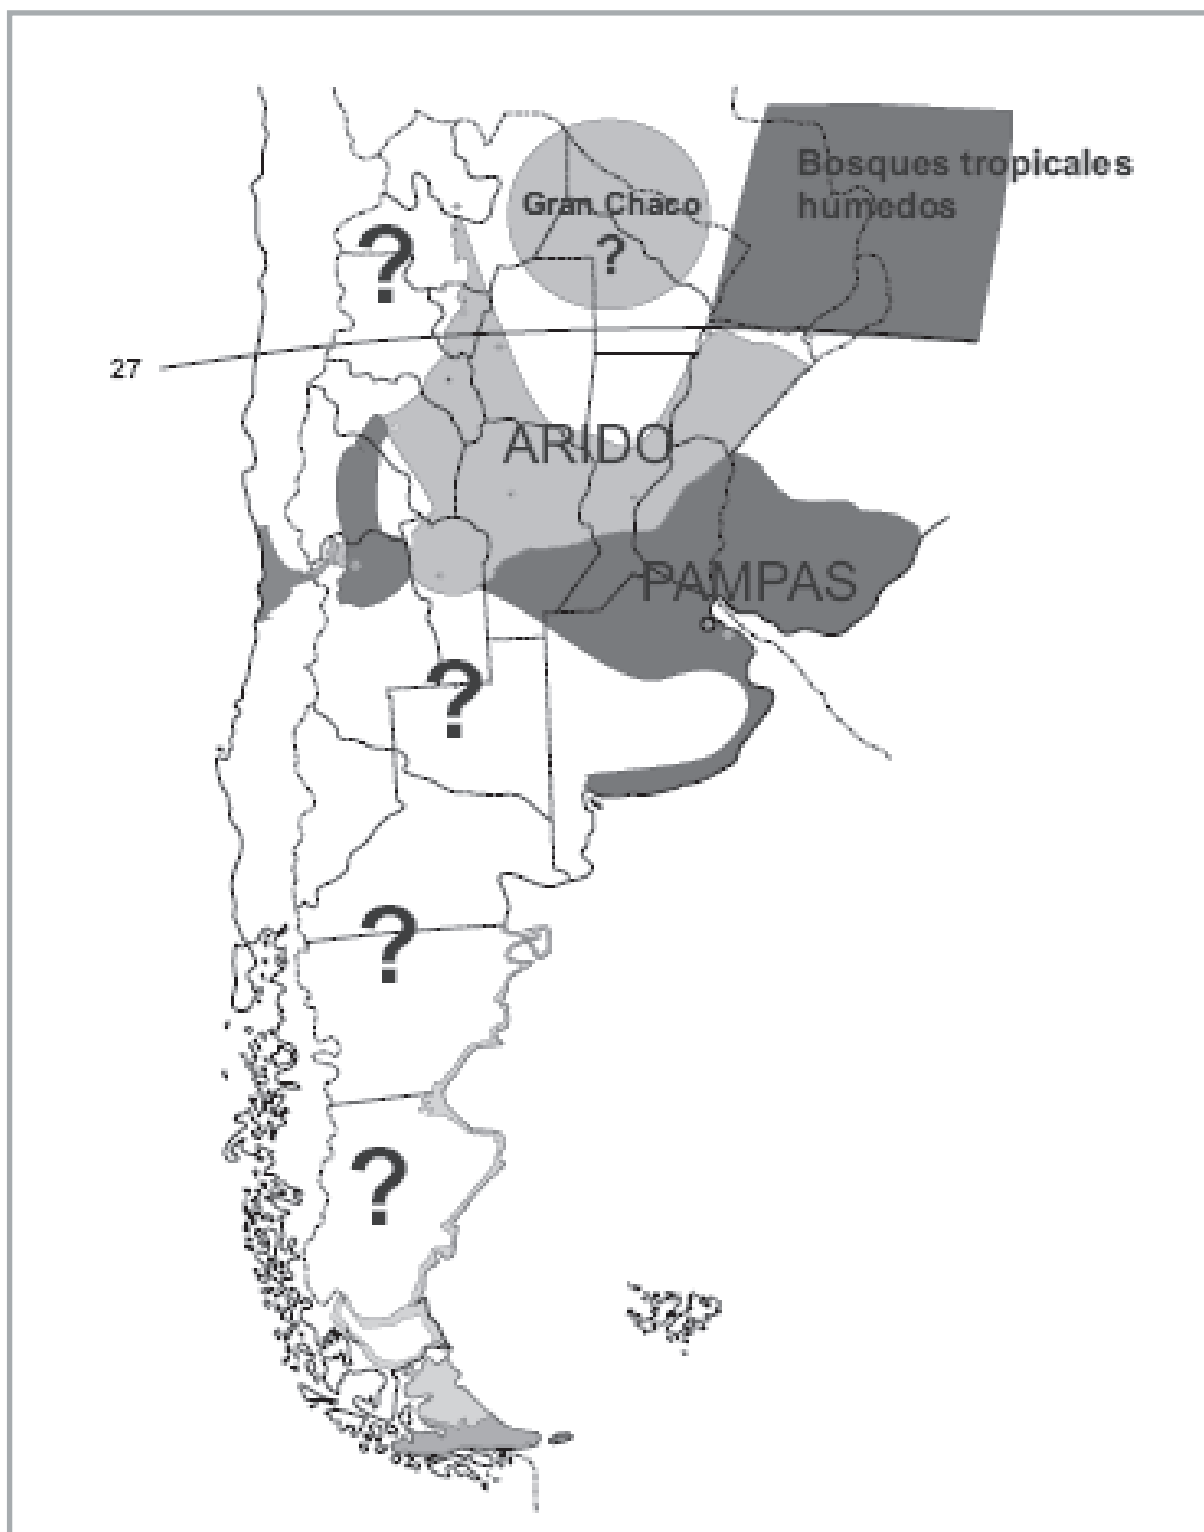 Bosques tropicales
húmedos
Gran Chaco
?
?
27
ARIDO
PAMPAS
?
?
?